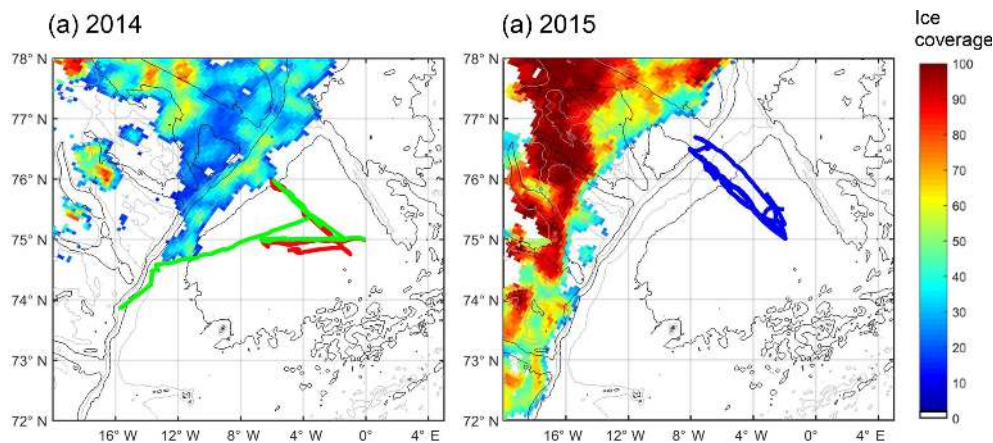 (a) 2014
(a) 2015
Ice
coverage
78° N
77° N
76° N
75° N
74° N
73° N
72° N
16° W 12° W 8° W 4° W 0° 4° E
78° N
77° N
76° N
75° N
74° N
73° N
72° N
16° W 12° W 8° W 4° W 0° 4° E
100
90
80
70
60
50
40
30
20
10
0